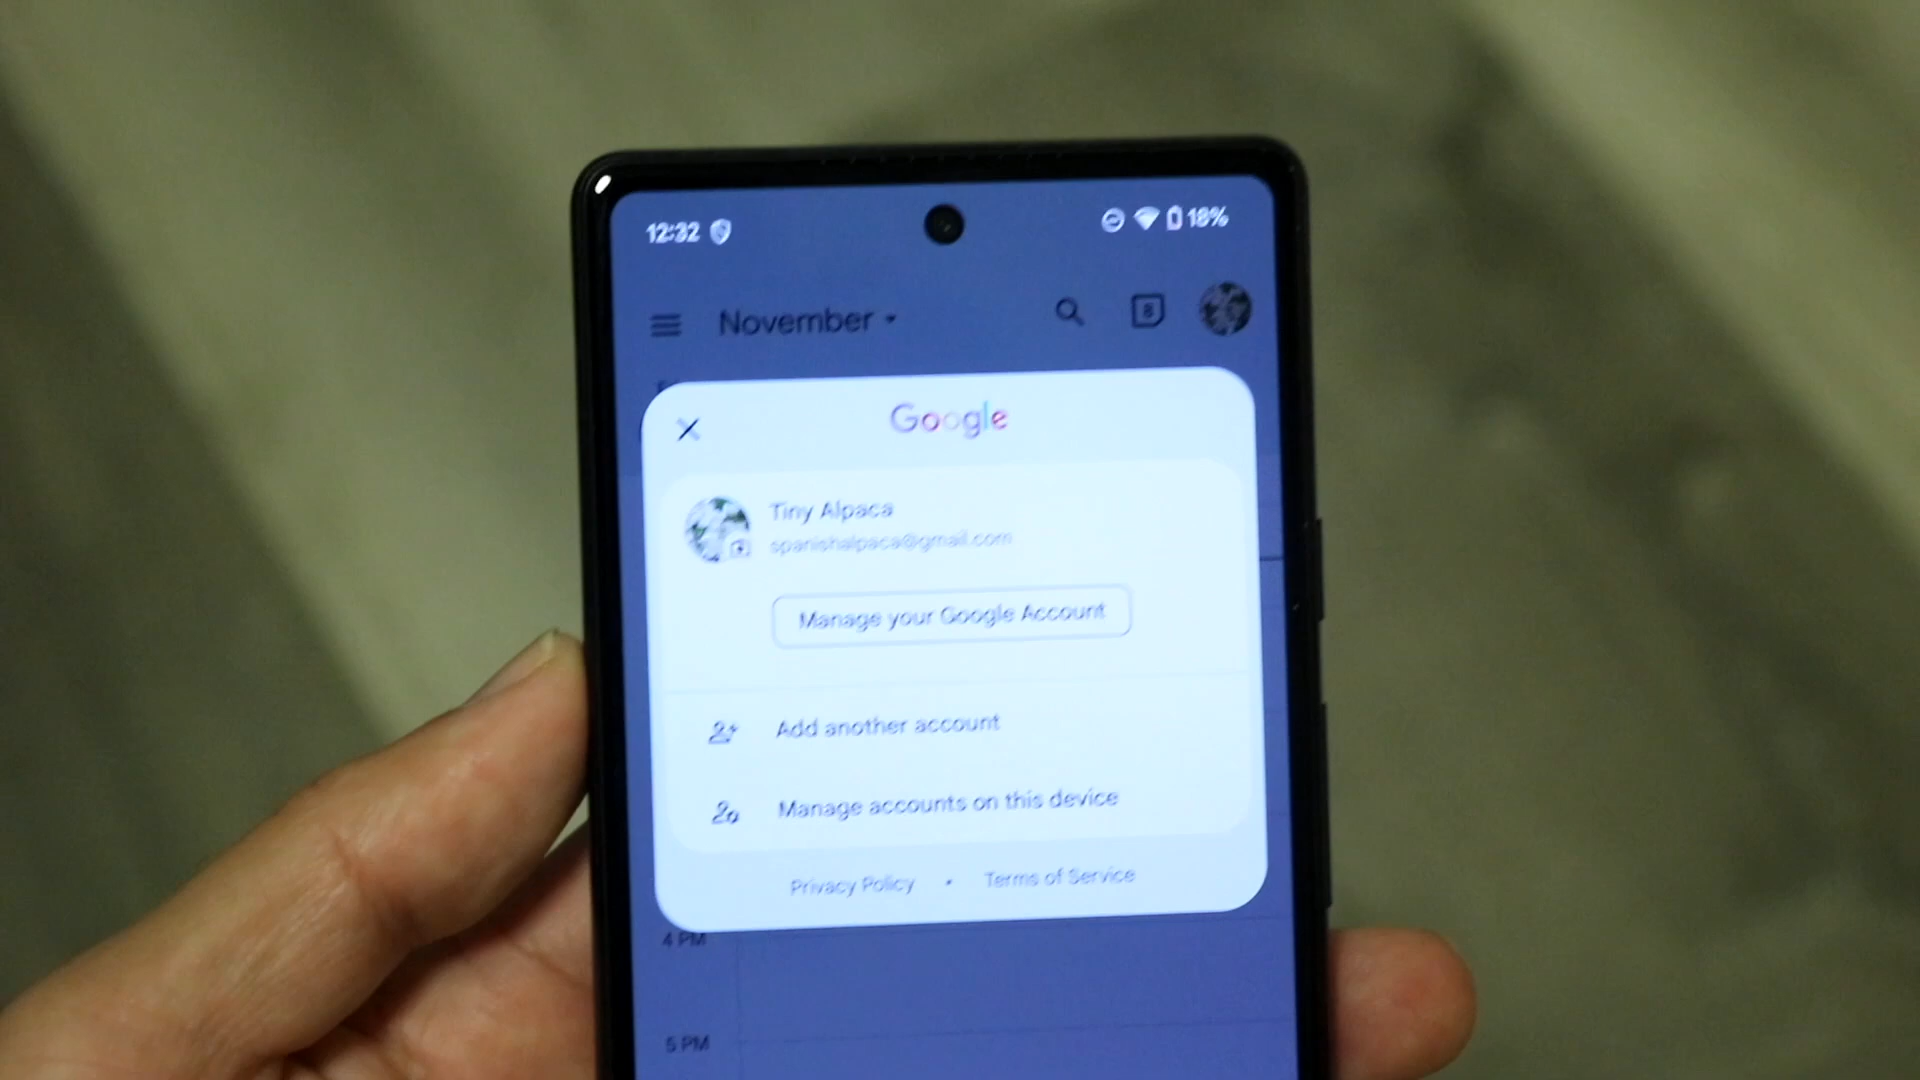 12:32 18%
November 8
Google
Tiny Alpaca
spanishalpaca@gmail.com
Manage your Google Account
Add another account
Manage accounts on this device
Privacy Policy • Terms of Service
4 PM
5 PM